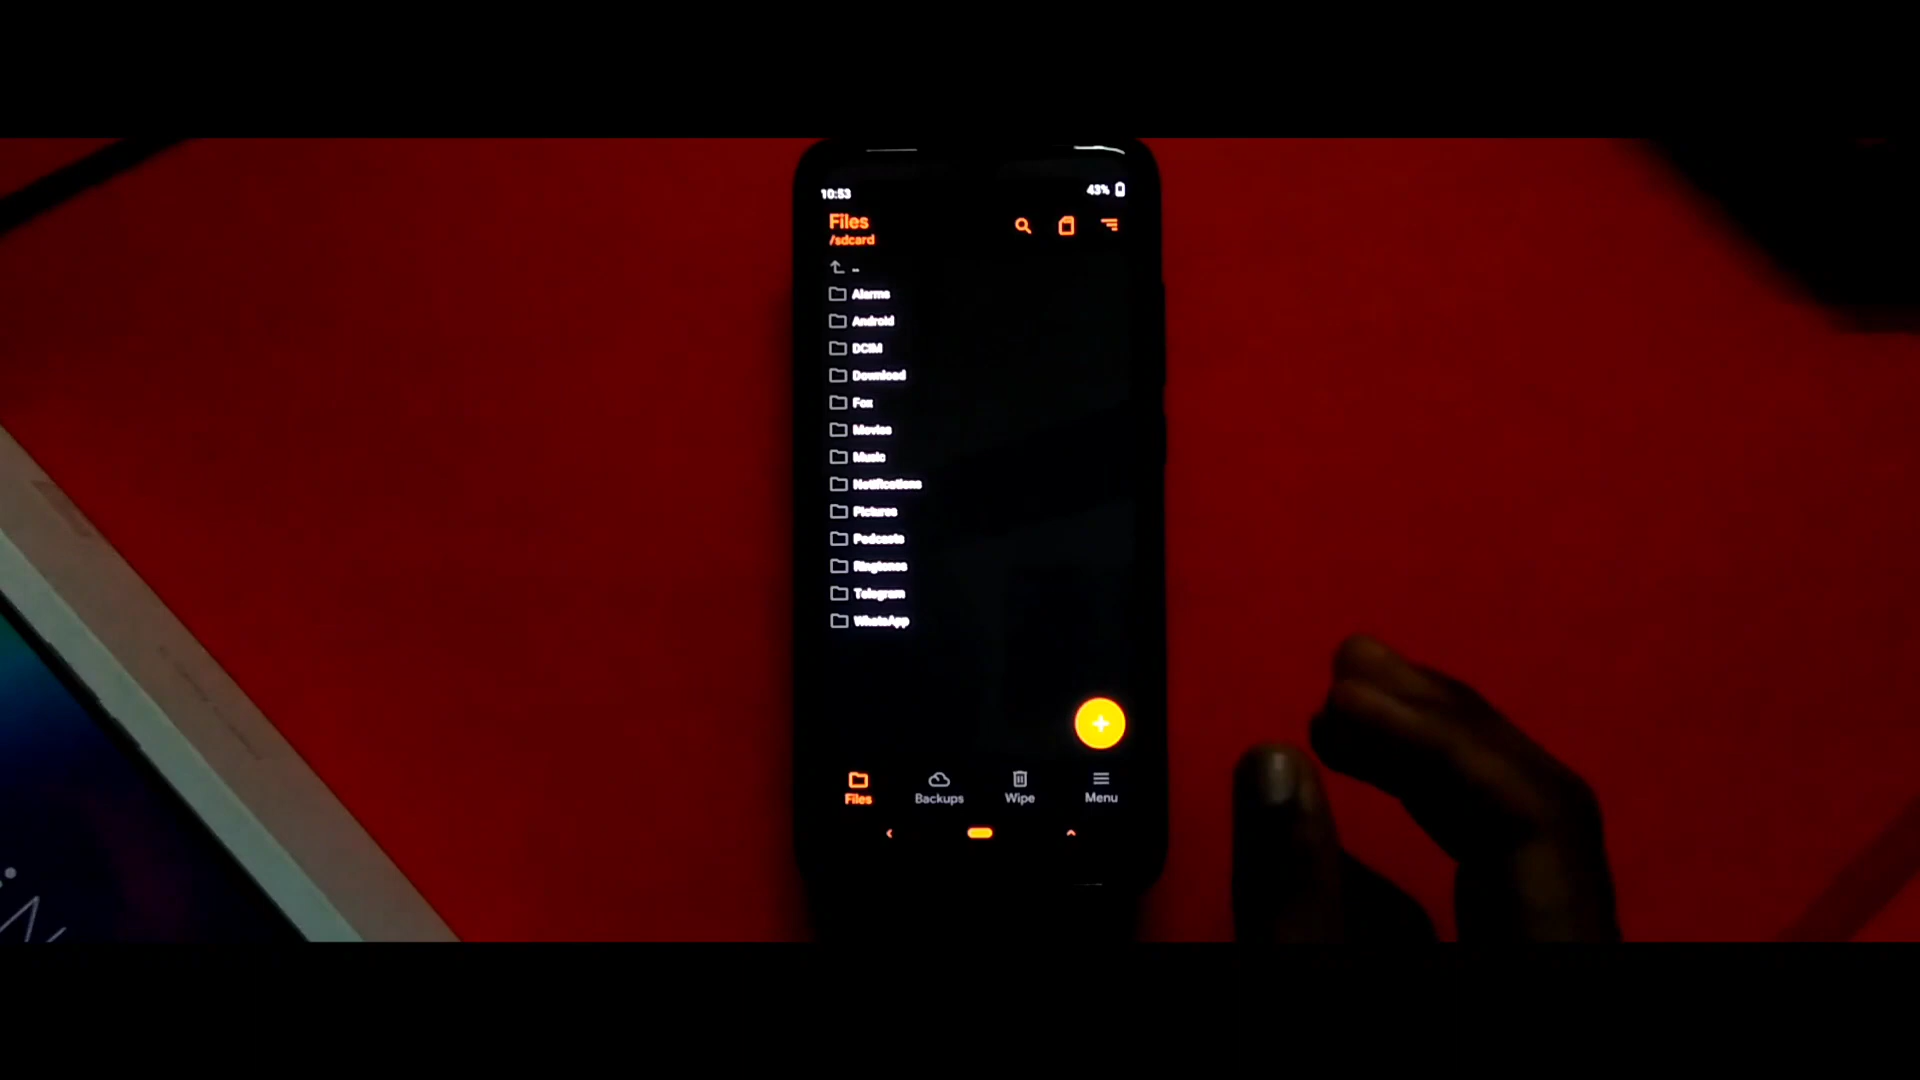 10:53
43%
Files
/sdcard
..
Alarms
Android
DCIM
Download
Fox
Movies
Music
Notifications
Pictures
Podcasts
Ringtones
Telegram
WhatsApp
Files
Backups
Wipe
Menu